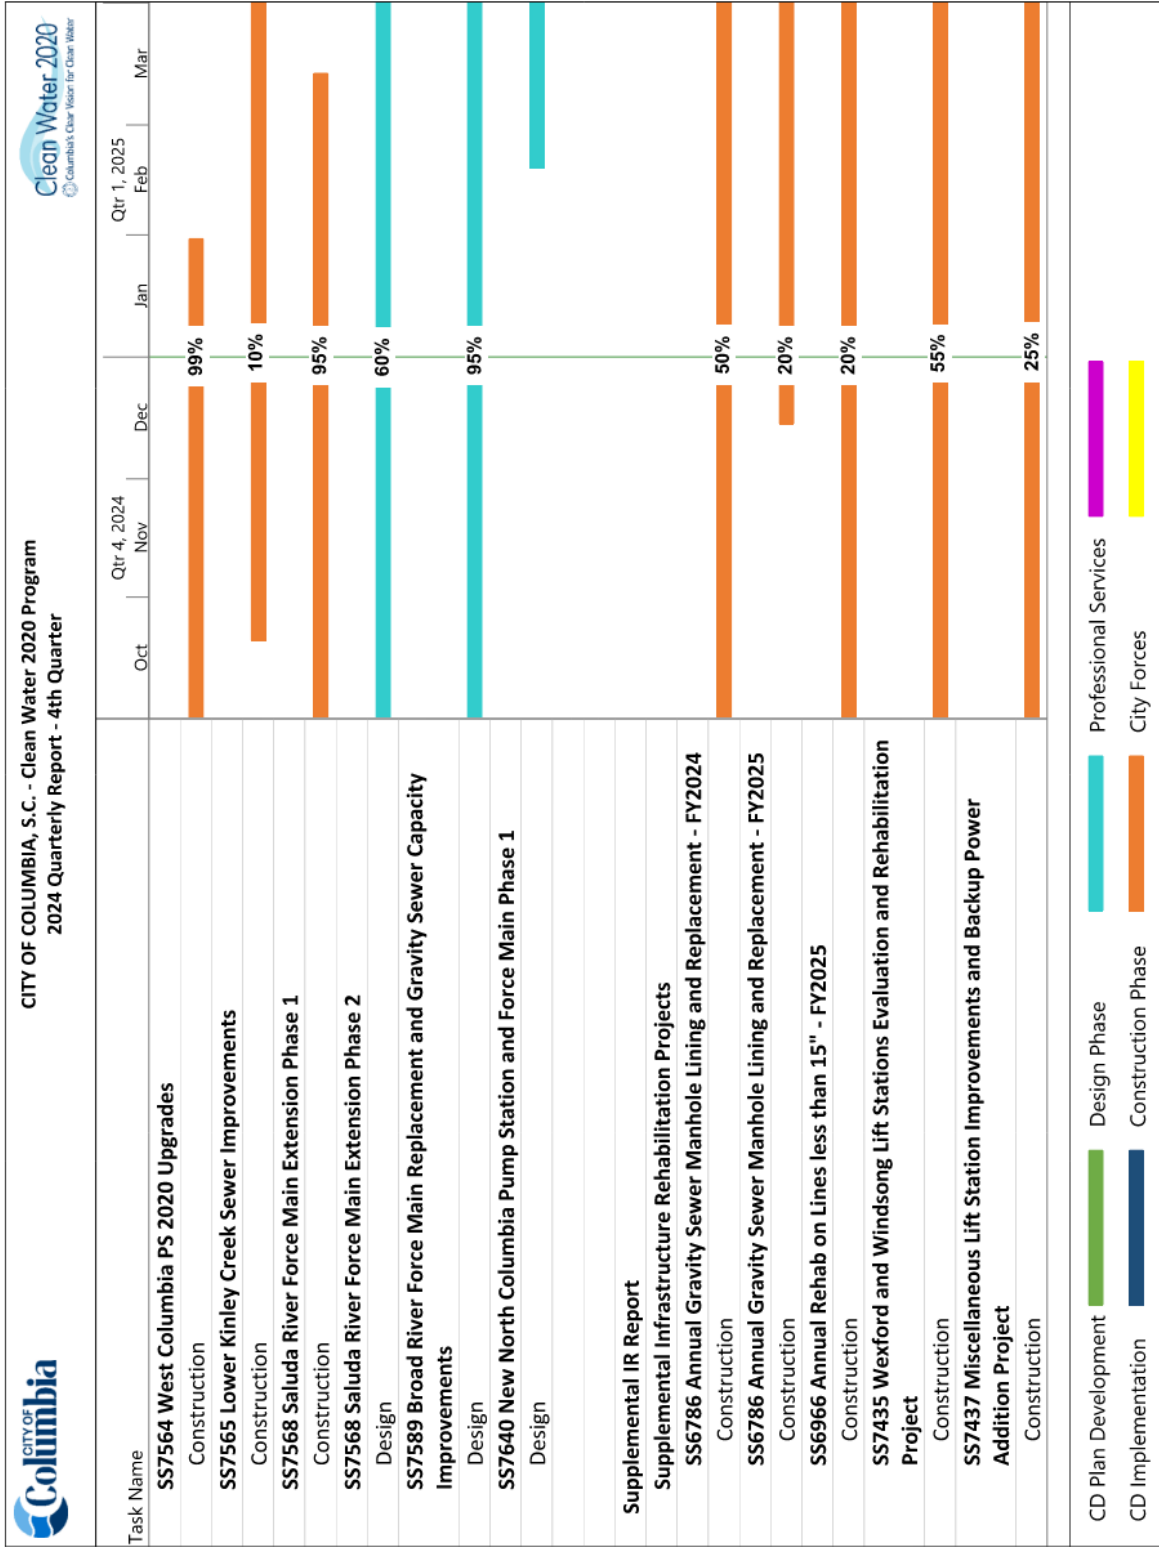 CITY OF
Columbia
CITY OF COLUMBIA, S.C. - Clean Water 2020 Program
2024 Quarterly Report - 4th Quarter
Clean Water 2020
Columbia's Clear Vision for Clean Water
Task Name
Qtr 4, 2024
Qtr 1, 2025
Oct
Nov
Dec
Jan
Feb
Mar
SS7564 West Columbia PS 2020 Upgrades
Construction
99%
SS7565 Lower Kinley Creek Sewer Improvements
Construction
10%
SS7568 Saluda River Force Main Extension Phase 1
Construction
95%
SS7568 Saluda River Force Main Extension Phase 2
Design
60%
SS7589 Broad River Force Main Replacement and Gravity Sewer Capacity
Improvements
Design
95%
SS7640 New North Columbia Pump Station and Force Main Phase 1
Design
Supplemental IR Report
Supplemental Infrastructure Rehabilitation Projects
SS6786 Annual Gravity Sewer Manhole Lining and Replacement - FY2024
Construction
50%
SS6786 Annual Gravity Sewer Manhole Lining and Replacement - FY2025
Construction
20%
SS6966 Annual Rehab on Lines less than 15" - FY2025
Construction
20%
SS7435 Wexford and Windsong Lift Stations Evaluation and Rehabilitation
Project
Construction
55%
SS7437 Miscellaneous Lift Station Improvements and Backup Power
Addition Project
Construction
25%
CD Plan Development
Design Phase
Professional Services
CD Implementation
Construction Phase
City Forces